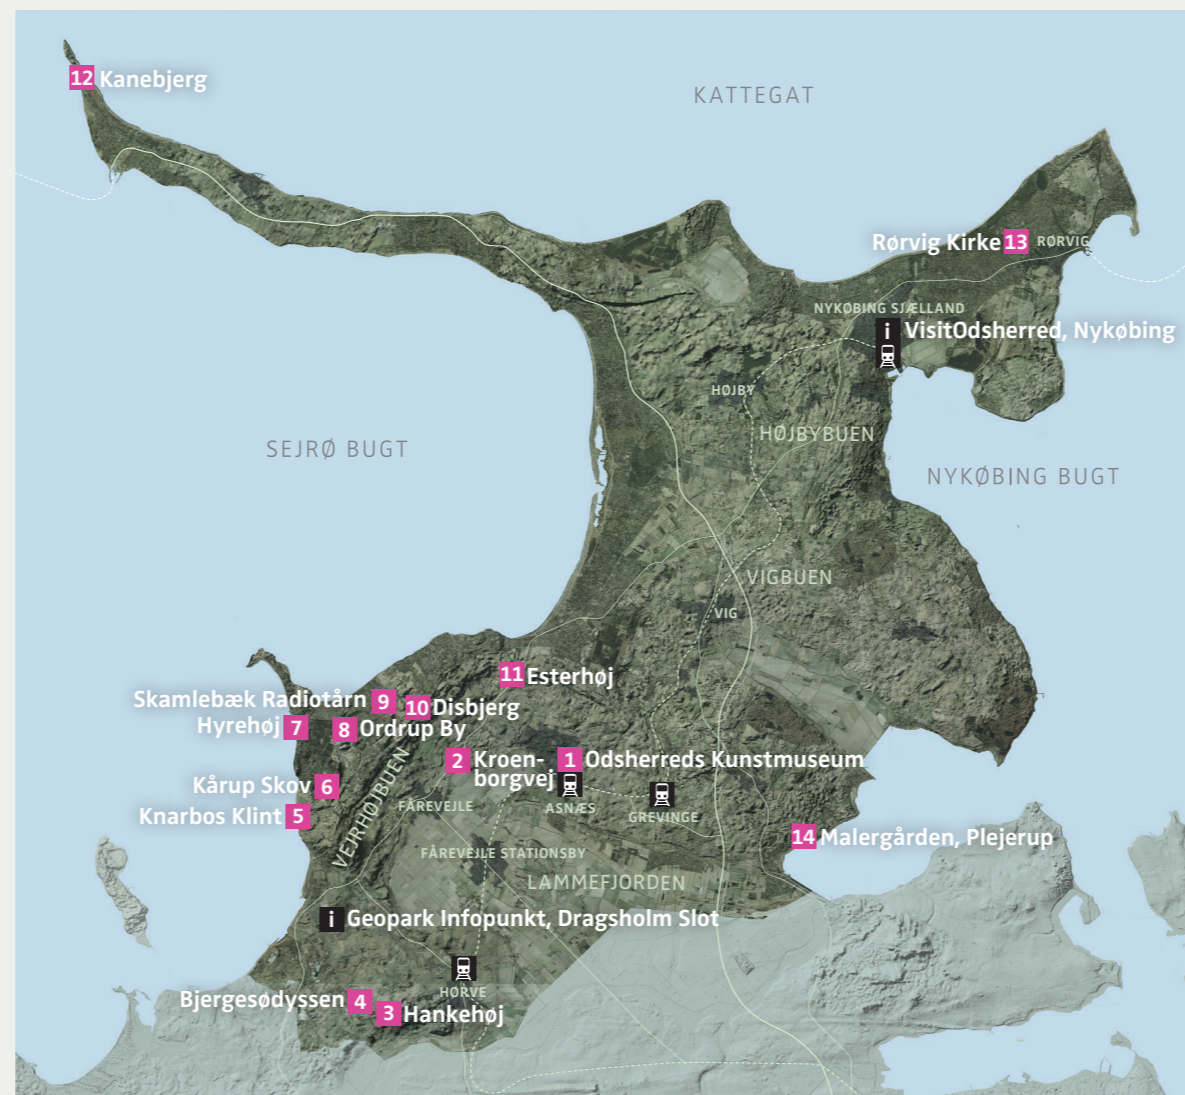 12 Kanebjerg
KATTEGAT
Rørvig Kirke 13 RØRVIG
NYKØBING SJÆLLAND
i VisitOdsherred, Nykøbing
HØJBY
HØJBYBUEN
SEJRØ BUGT
NYKØBING BUGT
VIGBUEN
VIG
11 Esterhøj
Skamlebæk Radiotårn 9
10 Disbjerg
Hyrehøj 7
8 Ordrup By
2 Kroen-
borgvej
1 Odsherreds Kunstmuseum
Kårup Skov 6
VEJRHØJBUEN
FÅREVEJLE
ASNÆS
GREVINGE
Knarbos Klint 5
14 Malergården, Plejerup
FÅREVEJLE STATIONSBY
LAMMEFJORDEN
i Geopark Infopunkt, Dragsholm Slot
HØRVE
Bjergesødyssen 4
3 Hankehøj